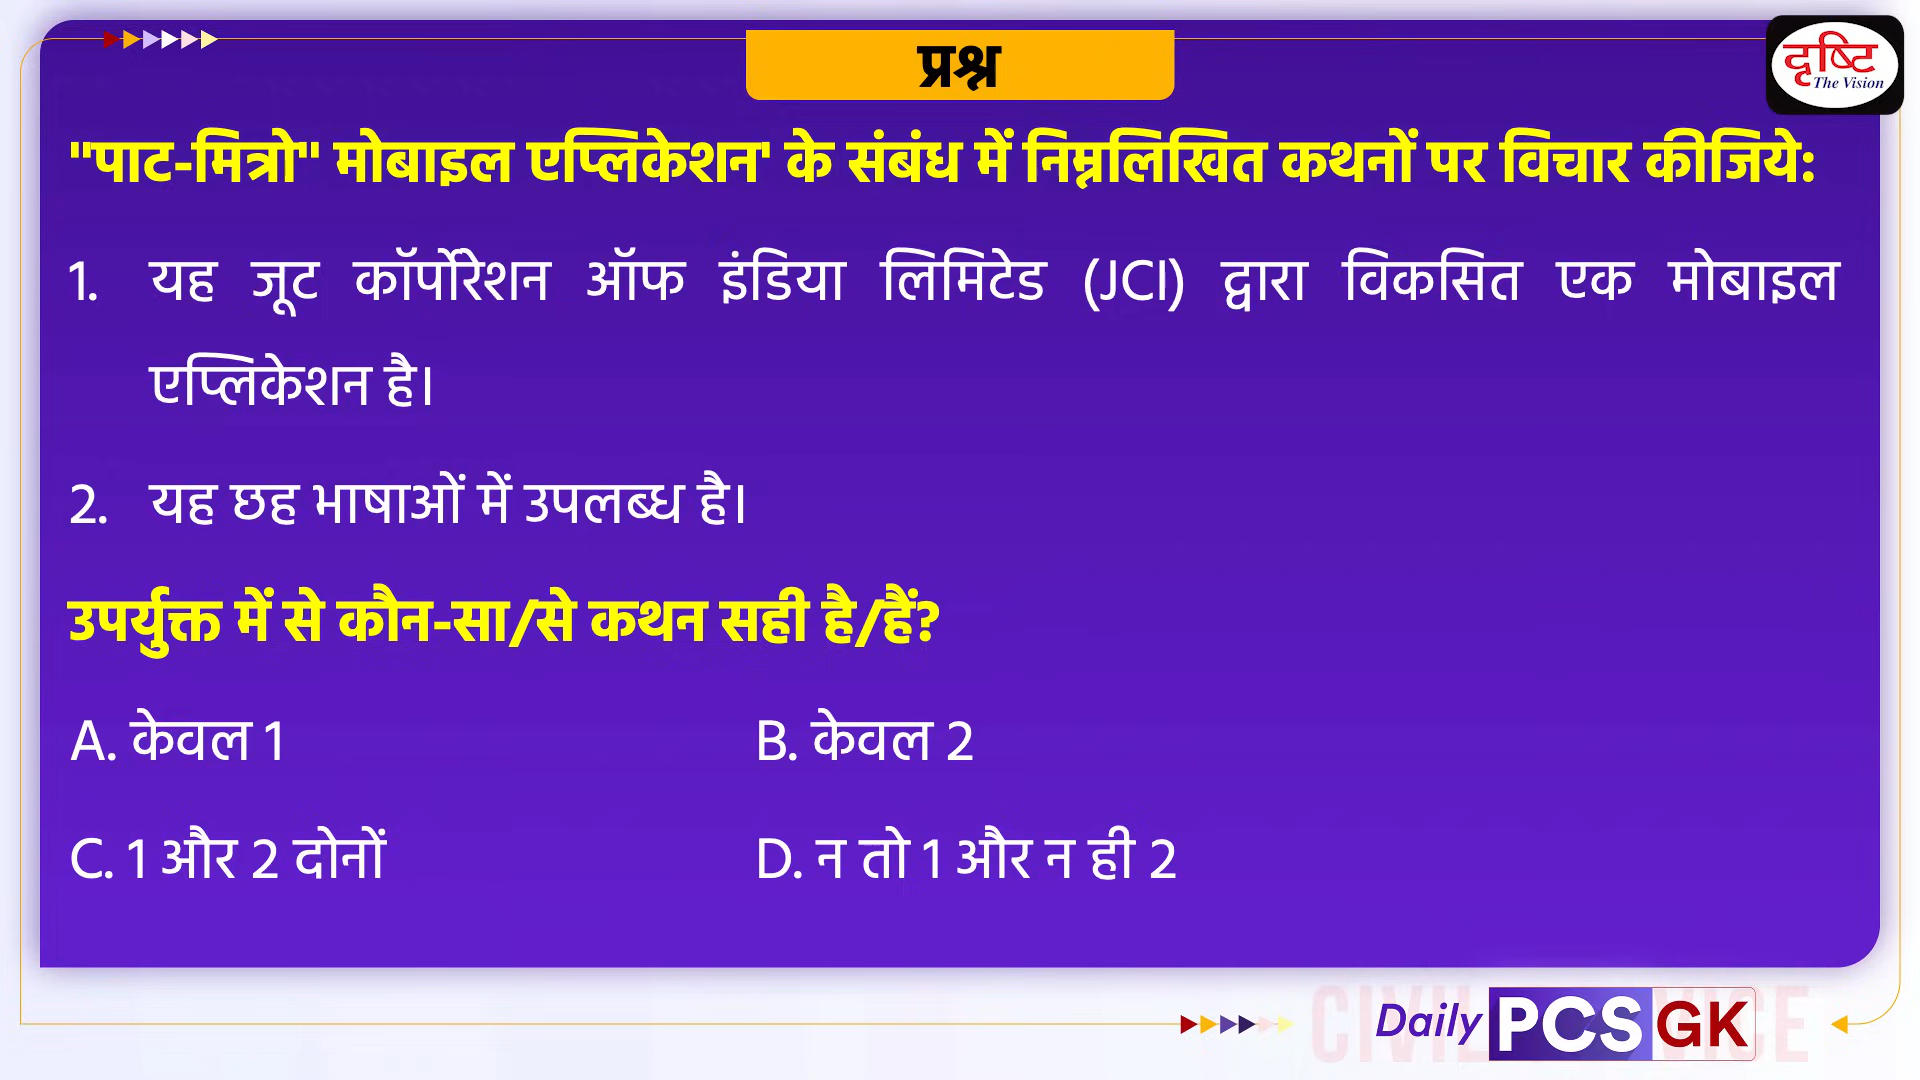 प्रश्न
दृष्टि
The Vision
"पाट-मित्रो" मोबाइल एप्लिकेशन' के संबंध में निम्नलिखित कथनों पर विचार कीजिये:
1. यह जूट कॉर्पोरेशन ऑफ इंडिया लिमिटेड (JCI) द्वारा विकसित एक मोबाइल
एप्लिकेशन है।
2. यह छह भाषाओं में उपलब्ध है।
उपर्युक्त में से कौन-सा/से कथन सही है/हैं?
A. केवल 1 B. केवल 2
C. 1 और 2 दोनों D. न तो 1 और न ही 2
Daily PCS GK